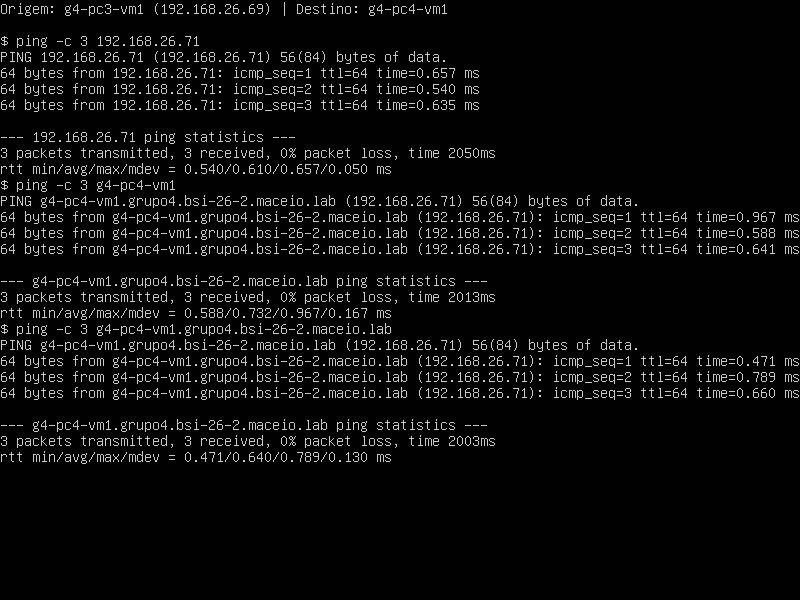 Origem: g4-pc3-vm1 (192.168.26.69) | Destino: g4-pc4-vm1
$ ping -c 3 192.168.26.71
PING 192.168.26.71 (192.168.26.71) 56(84) bytes of data.
64 bytes from 192.168.26.71: icmp_seq=1 ttl=64 time=0.657 ms
64 bytes from 192.168.26.71: icmp_seq=2 ttl=64 time=0.540 ms
64 bytes from 192.168.26.71: icmp_seq=3 ttl=64 time=0.635 ms
--- 192.168.26.71 ping statistics ---
3 packets transmitted, 3 received, 0% packet loss, time 2050ms
rtt min/avg/max/mdev = 0.540/0.610/0.657/0.050 ms
$ ping -c 3 g4-pc4-vm1
PING g4-pc4-vm1.grupo4.bsi-26-2.maceio.lab (192.168.26.71) 56(84) bytes of data.
64 bytes from g4-pc4-vm1.grupo4.bsi-26-2.maceio.lab (192.168.26.71): icmp_seq=1 ttl=64 time=0.967 ms
64 bytes from g4-pc4-vm1.grupo4.bsi-26-2.maceio.lab (192.168.26.71): icmp_seq=2 ttl=64 time=0.588 ms
64 bytes from g4-pc4-vm1.grupo4.bsi-26-2.maceio.lab (192.168.26.71): icmp_seq=3 ttl=64 time=0.641 ms
--- g4-pc4-vm1.grupo4.bsi-26-2.maceio.lab ping statistics ---
3 packets transmitted, 3 received, 0% packet loss, time 2013ms
rtt min/avg/max/mdev = 0.588/0.732/0.967/0.167 ms
$ ping -c 3 g4-pc4-vm1.grupo4.bsi-26-2.maceio.lab
PING g4-pc4-vm1.grupo4.bsi-26-2.maceio.lab (192.168.26.71) 56(84) bytes of data.
64 bytes from g4-pc4-vm1.grupo4.bsi-26-2.maceio.lab (192.168.26.71): icmp_seq=1 ttl=64 time=0.471 ms
64 bytes from g4-pc4-vm1.grupo4.bsi-26-2.maceio.lab (192.168.26.71): icmp_seq=2 ttl=64 time=0.789 ms
64 bytes from g4-pc4-vm1.grupo4.bsi-26-2.maceio.lab (192.168.26.71): icmp_seq=3 ttl=64 time=0.660 ms
--- g4-pc4-vm1.grupo4.bsi-26-2.maceio.lab ping statistics ---
3 packets transmitted, 3 received, 0% packet loss, time 2003ms
rtt min/avg/max/mdev = 0.471/0.640/0.789/0.130 ms